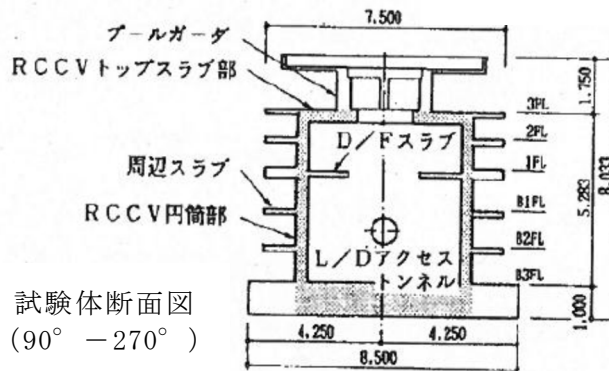 7.500
プールガーダ
RCCVトップスラブ部
D/Fスラブ
周辺スラブ
RCCV円筒部
L/Dアクセス
トンネル
3FL
2FL
1FL
B1FL
B2FL
B3FL
1.750
5.283
8.033
1.000
試験体断面図
(90° －270° )
4.250
4.250
8.500